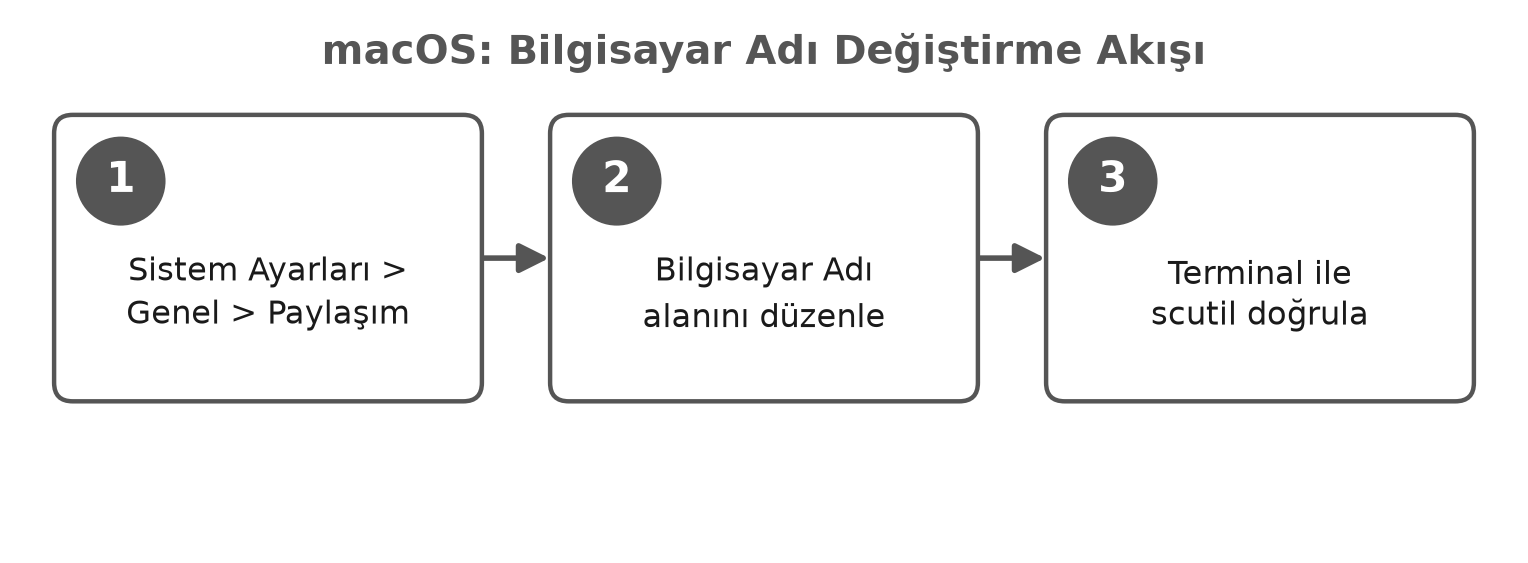 macOS: Bilgisayar Adı Değiştirme Akışı
1
Sistem Ayarları >
Genel > Paylaşım
2
Bilgisayar Adı
alanını düzenle
3
Terminal ile
scutil doğrula